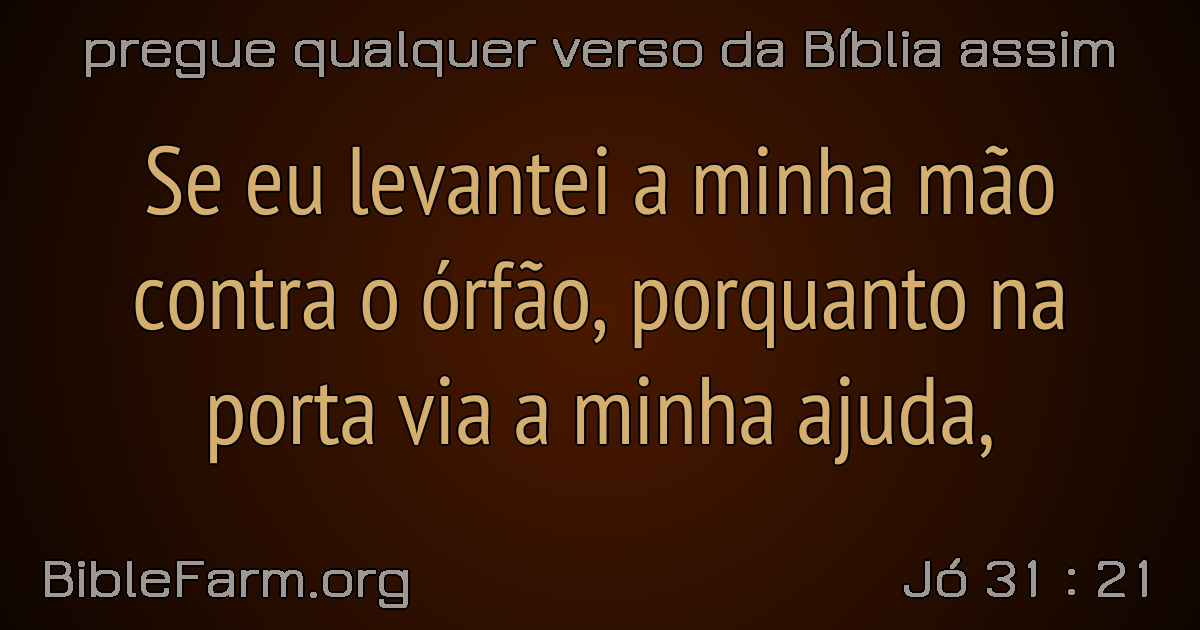 pregue qualquer verso da Bíblia assim
Se eu levantei a minha mão
contra o órfão, porquanto na
porta via a minha ajuda,
BibleFarm.org
Jó 31 : 21